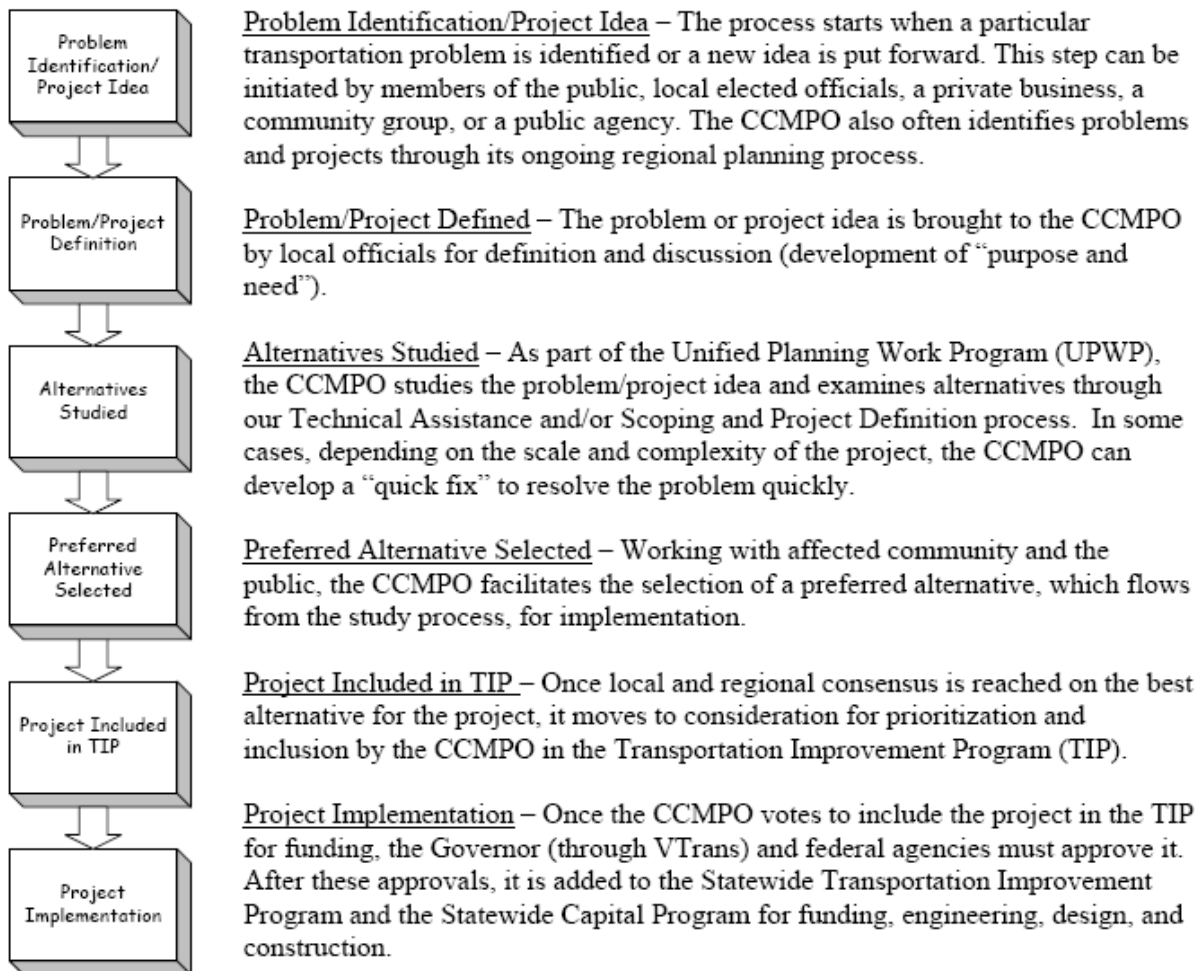 Problem
Identification/
Project Idea
Problem Identification/Project Idea – The process starts when a particular
transportation problem is identified or a new idea is put forward. This step can be
initiated by members of the public, local elected officials, a private business, a
community group, or a public agency. The CCMPO also often identifies problems
and projects through its ongoing regional planning process.
Problem/Project
Definition
Problem/Project Defined – The problem or project idea is brought to the CCMPO
by local officials for definition and discussion (development of “purpose and
need”).
Alternatives
Studied
Alternatives Studied – As part of the Unified Planning Work Program (UPWP),
the CCMPO studies the problem/project idea and examines alternatives through
our Technical Assistance and/or Scoping and Project Definition process. In some
cases, depending on the scale and complexity of the project, the CCMPO can
develop a “quick fix” to resolve the problem quickly.
Preferred
Alternative
Selected
Preferred Alternative Selected – Working with affected community and the
public, the CCMPO facilitates the selection of a preferred alternative, which flows
from the study process, for implementation.
Project Included
in TIP
Project Included in TIP – Once local and regional consensus is reached on the best
alternative for the project, it moves to consideration for prioritization and
inclusion by the CCMPO in the Transportation Improvement Program (TIP).
Project
Implementation
Project Implementation – Once the CCMPO votes to include the project in the TIP
for funding, the Governor (through VTrans) and federal agencies must approve it.
After these approvals, it is added to the Statewide Transportation Improvement
Program and the Statewide Capital Program for funding, engineering, design, and
construction.